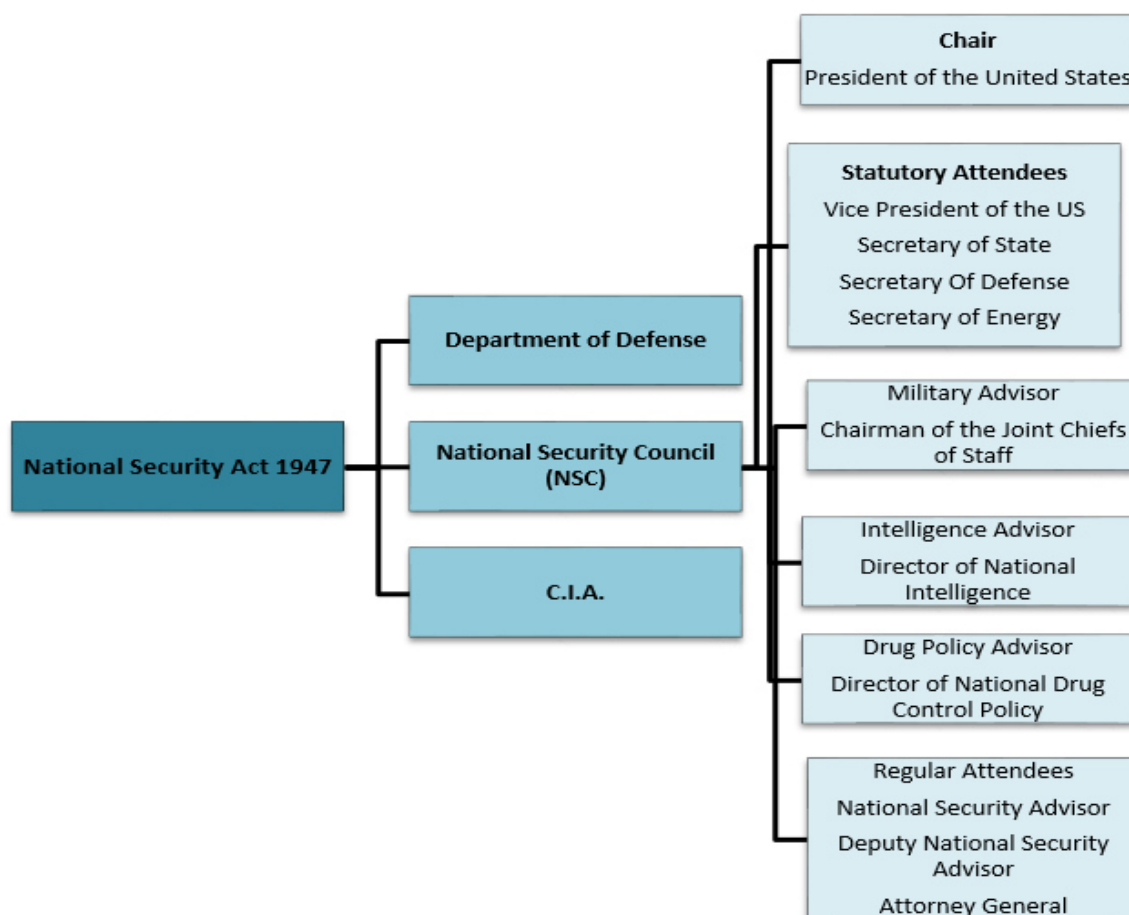 National Security Act 1947
Department of Defense
National Security Council
(NSC)
C.I.A.
Chair
President of the United States
Statutory Attendees
Vice President of the US
Secretary of State
Secretary Of Defense
Secretary of Energy
Military Advisor
Chairman of the Joint Chiefs
of Staff
Intelligence Advisor
Director of National
Intelligence
Drug Policy Advisor
Director of National Drug
Control Policy
Regular Attendees
National Security Advisor
Deputy National Security
Advisor
Attorney General